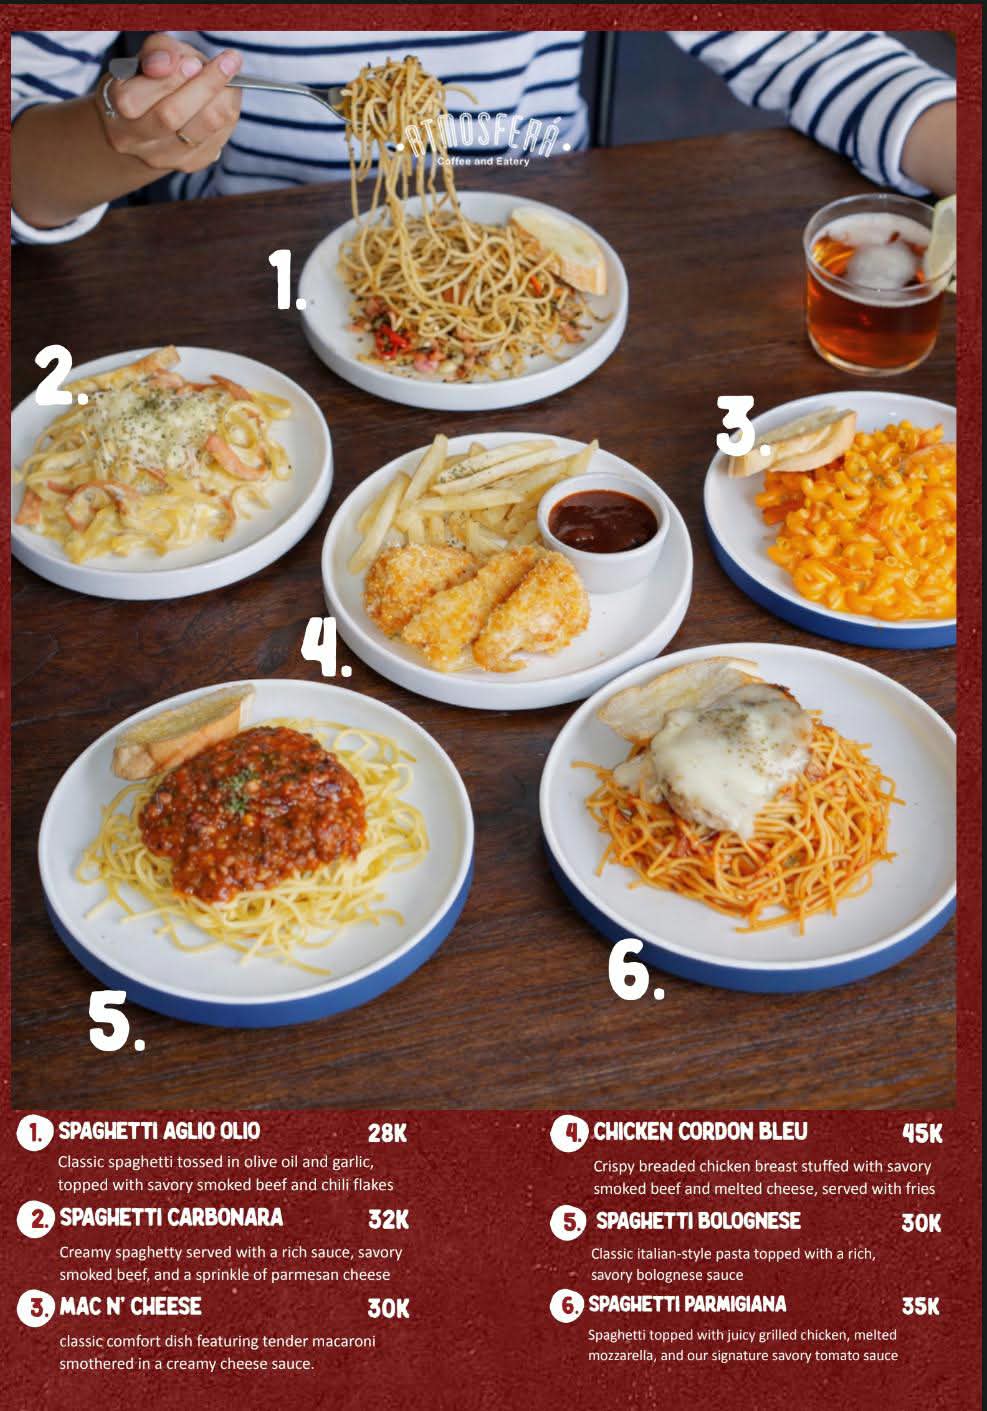 ATMOSFERÁ
Coffee and Eatery
1.
2.
3.
4.
5.
6.
1. SPAGHETTI AGLIO OLIO 28K
Classic spaghetti tossed in olive oil and garlic,
topped with savory smoked beef and chili flakes
2. SPAGHETTI CARBONARA 32K
Creamy spaghetty served with a rich sauce, savory
smoked beef, and a sprinkle of parmesan cheese
3. MAC N' CHEESE 30K
classic comfort dish featuring tender macaroni
smothered in a creamy cheese sauce.
4. CHICKEN CORDON BLEU 45K
Crispy breaded chicken breast stuffed with savory
smoked beef and melted cheese, served with fries
5. SPAGHETTI BOLOGNESE 30K
Classic italian-style pasta topped with a rich,
savory bolognese sauce
6. SPAGHETTI PARMIGIANA 35K
Spaghetti topped with juicy grilled chicken, melted
mozzarella, and our signature savory tomato sauce